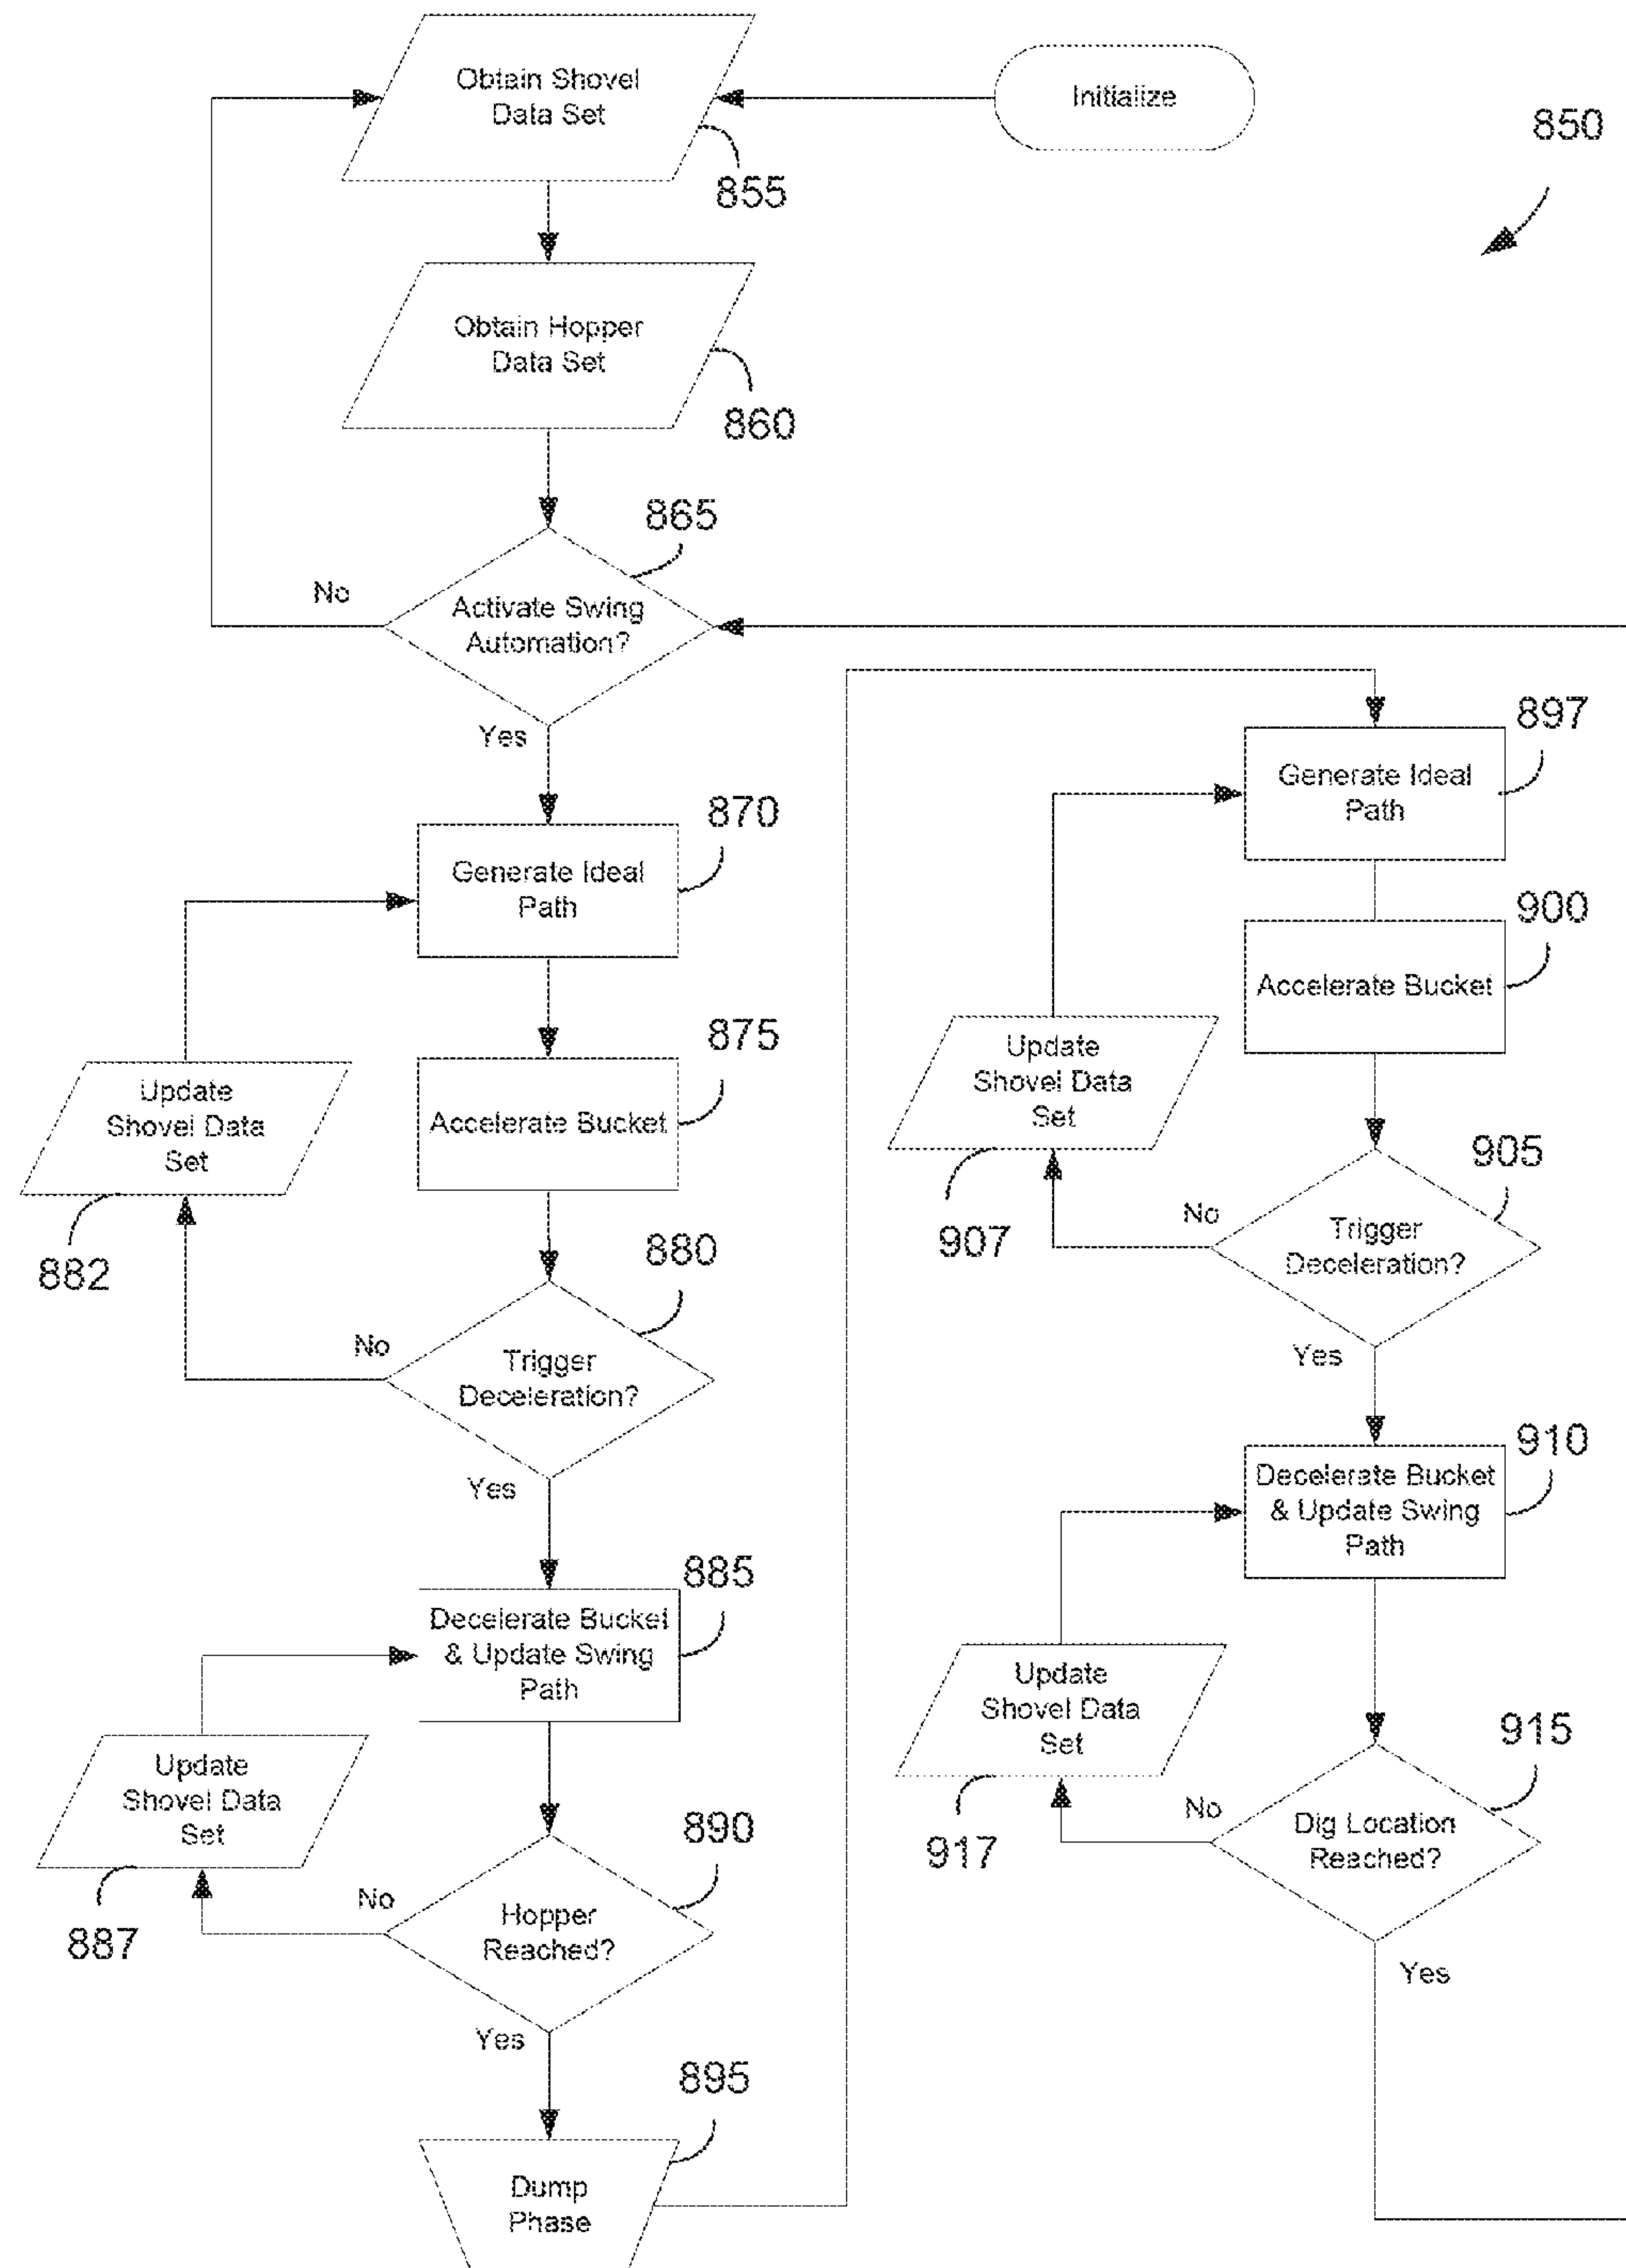 Obtain Shovel
Data Set
Initialize
850
855
Obtain Hopper
Data Set
860
865
No
Activate Swing
Automation?
Yes
870
Generate Ideal
Path
875
Update
Shovel Data
Set
Accelerate Bucket
882
880
No
Trigger
Deceleration?
Yes
885
Decelerate Bucket
& Update Swing
Path
Update
Shovel Data
Set
887
890
No
Hopper
Reached?
Yes
895
Dump
Phase
897
Generate Ideal
Path
900
Accelerate Bucket
Update
Shovel Data
Set
907
905
No
Trigger
Deceleration?
Yes
910
Decelerate Bucket
& Update Swing
Path
Update
Shovel Data
Set
917
915
No
Dig Location
Reached?
Yes